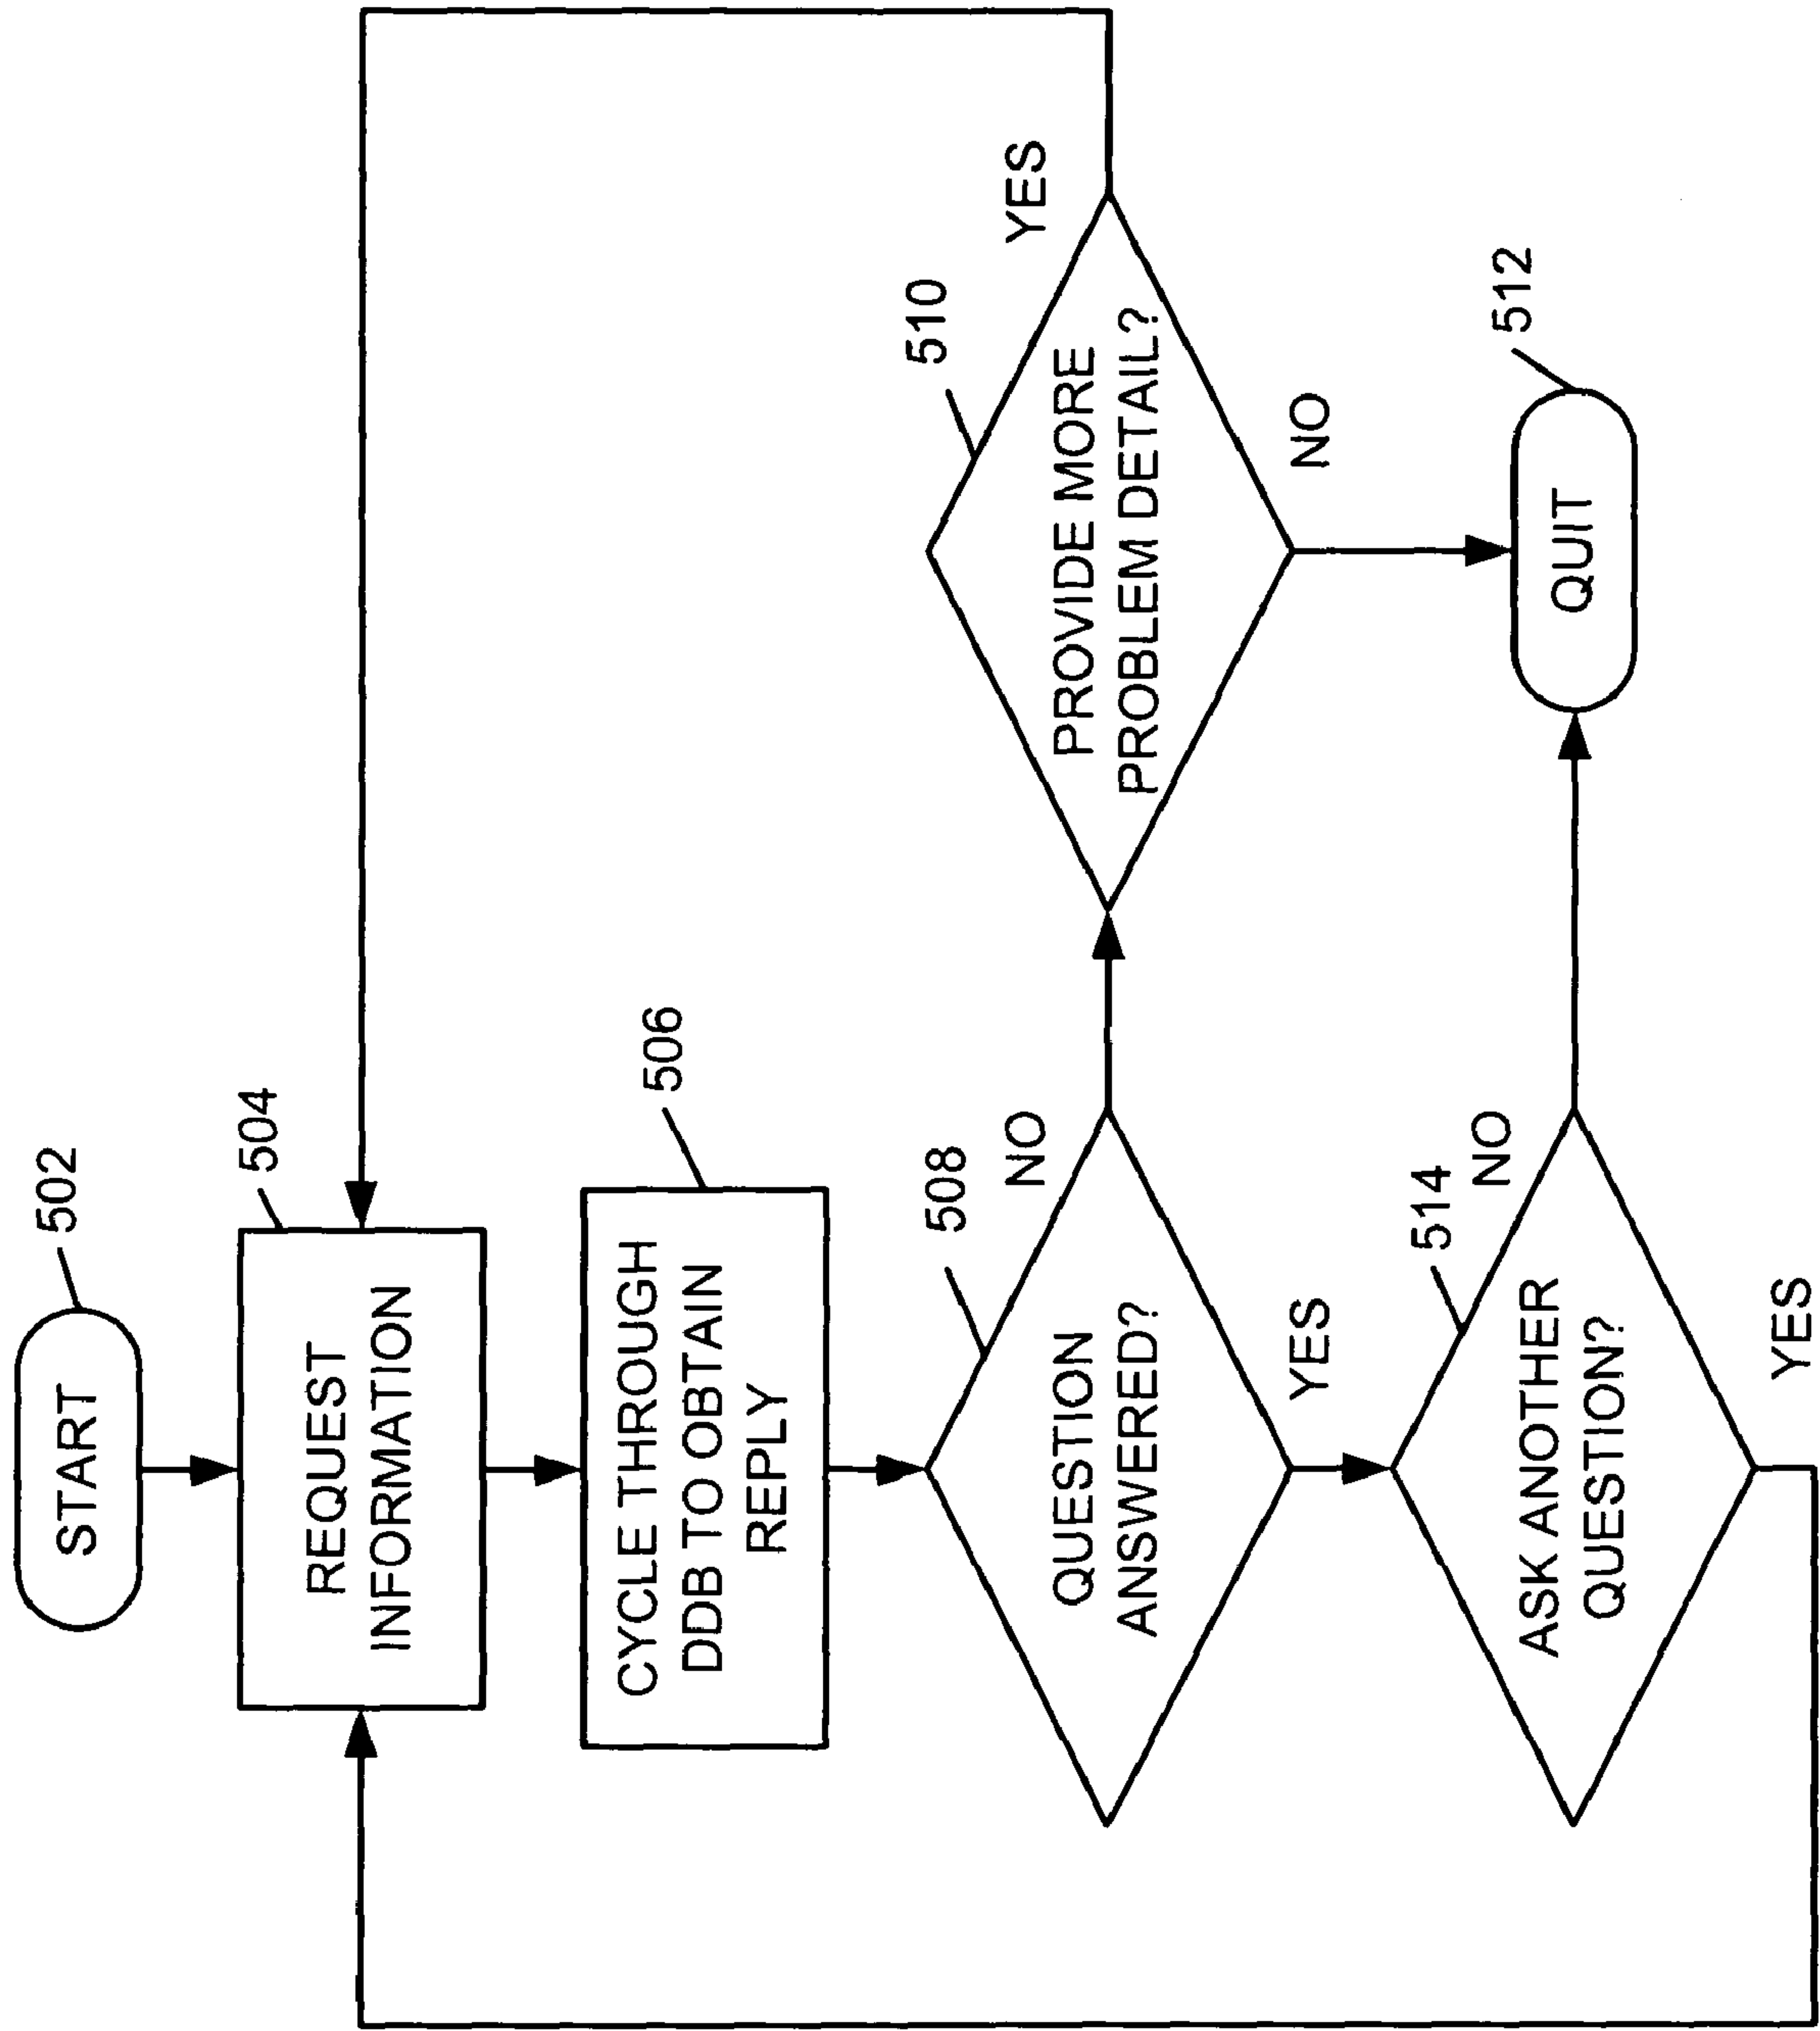 START
502
REQUEST
INFORMATION
504
CYCLE THROUGH
DDB TO OBTAIN
REPLY
506
QUESTION
ANSWERED?
508
NO
YES
PROVIDE MORE
PROBLEM DETAIL?
510
YES
NO
ASK ANOTHER
QUESTION?
514
NO
YES
QUIT
512